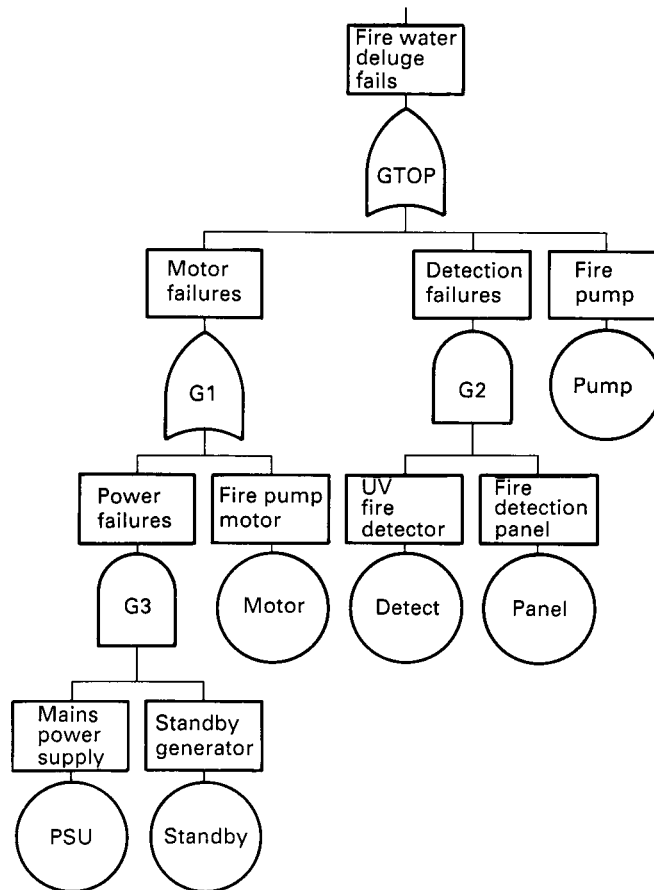 Fire water
deluge
fails
GTOP
Motor
failures
Detection
failures
Fire
pump
G1
G2
Pump
Power
failures
Fire pump
motor
UV
fire
detector
Fire
detection
panel
G3
Motor
Detect
Panel
Mains
power
supply
Standby
generator
PSU
Standby